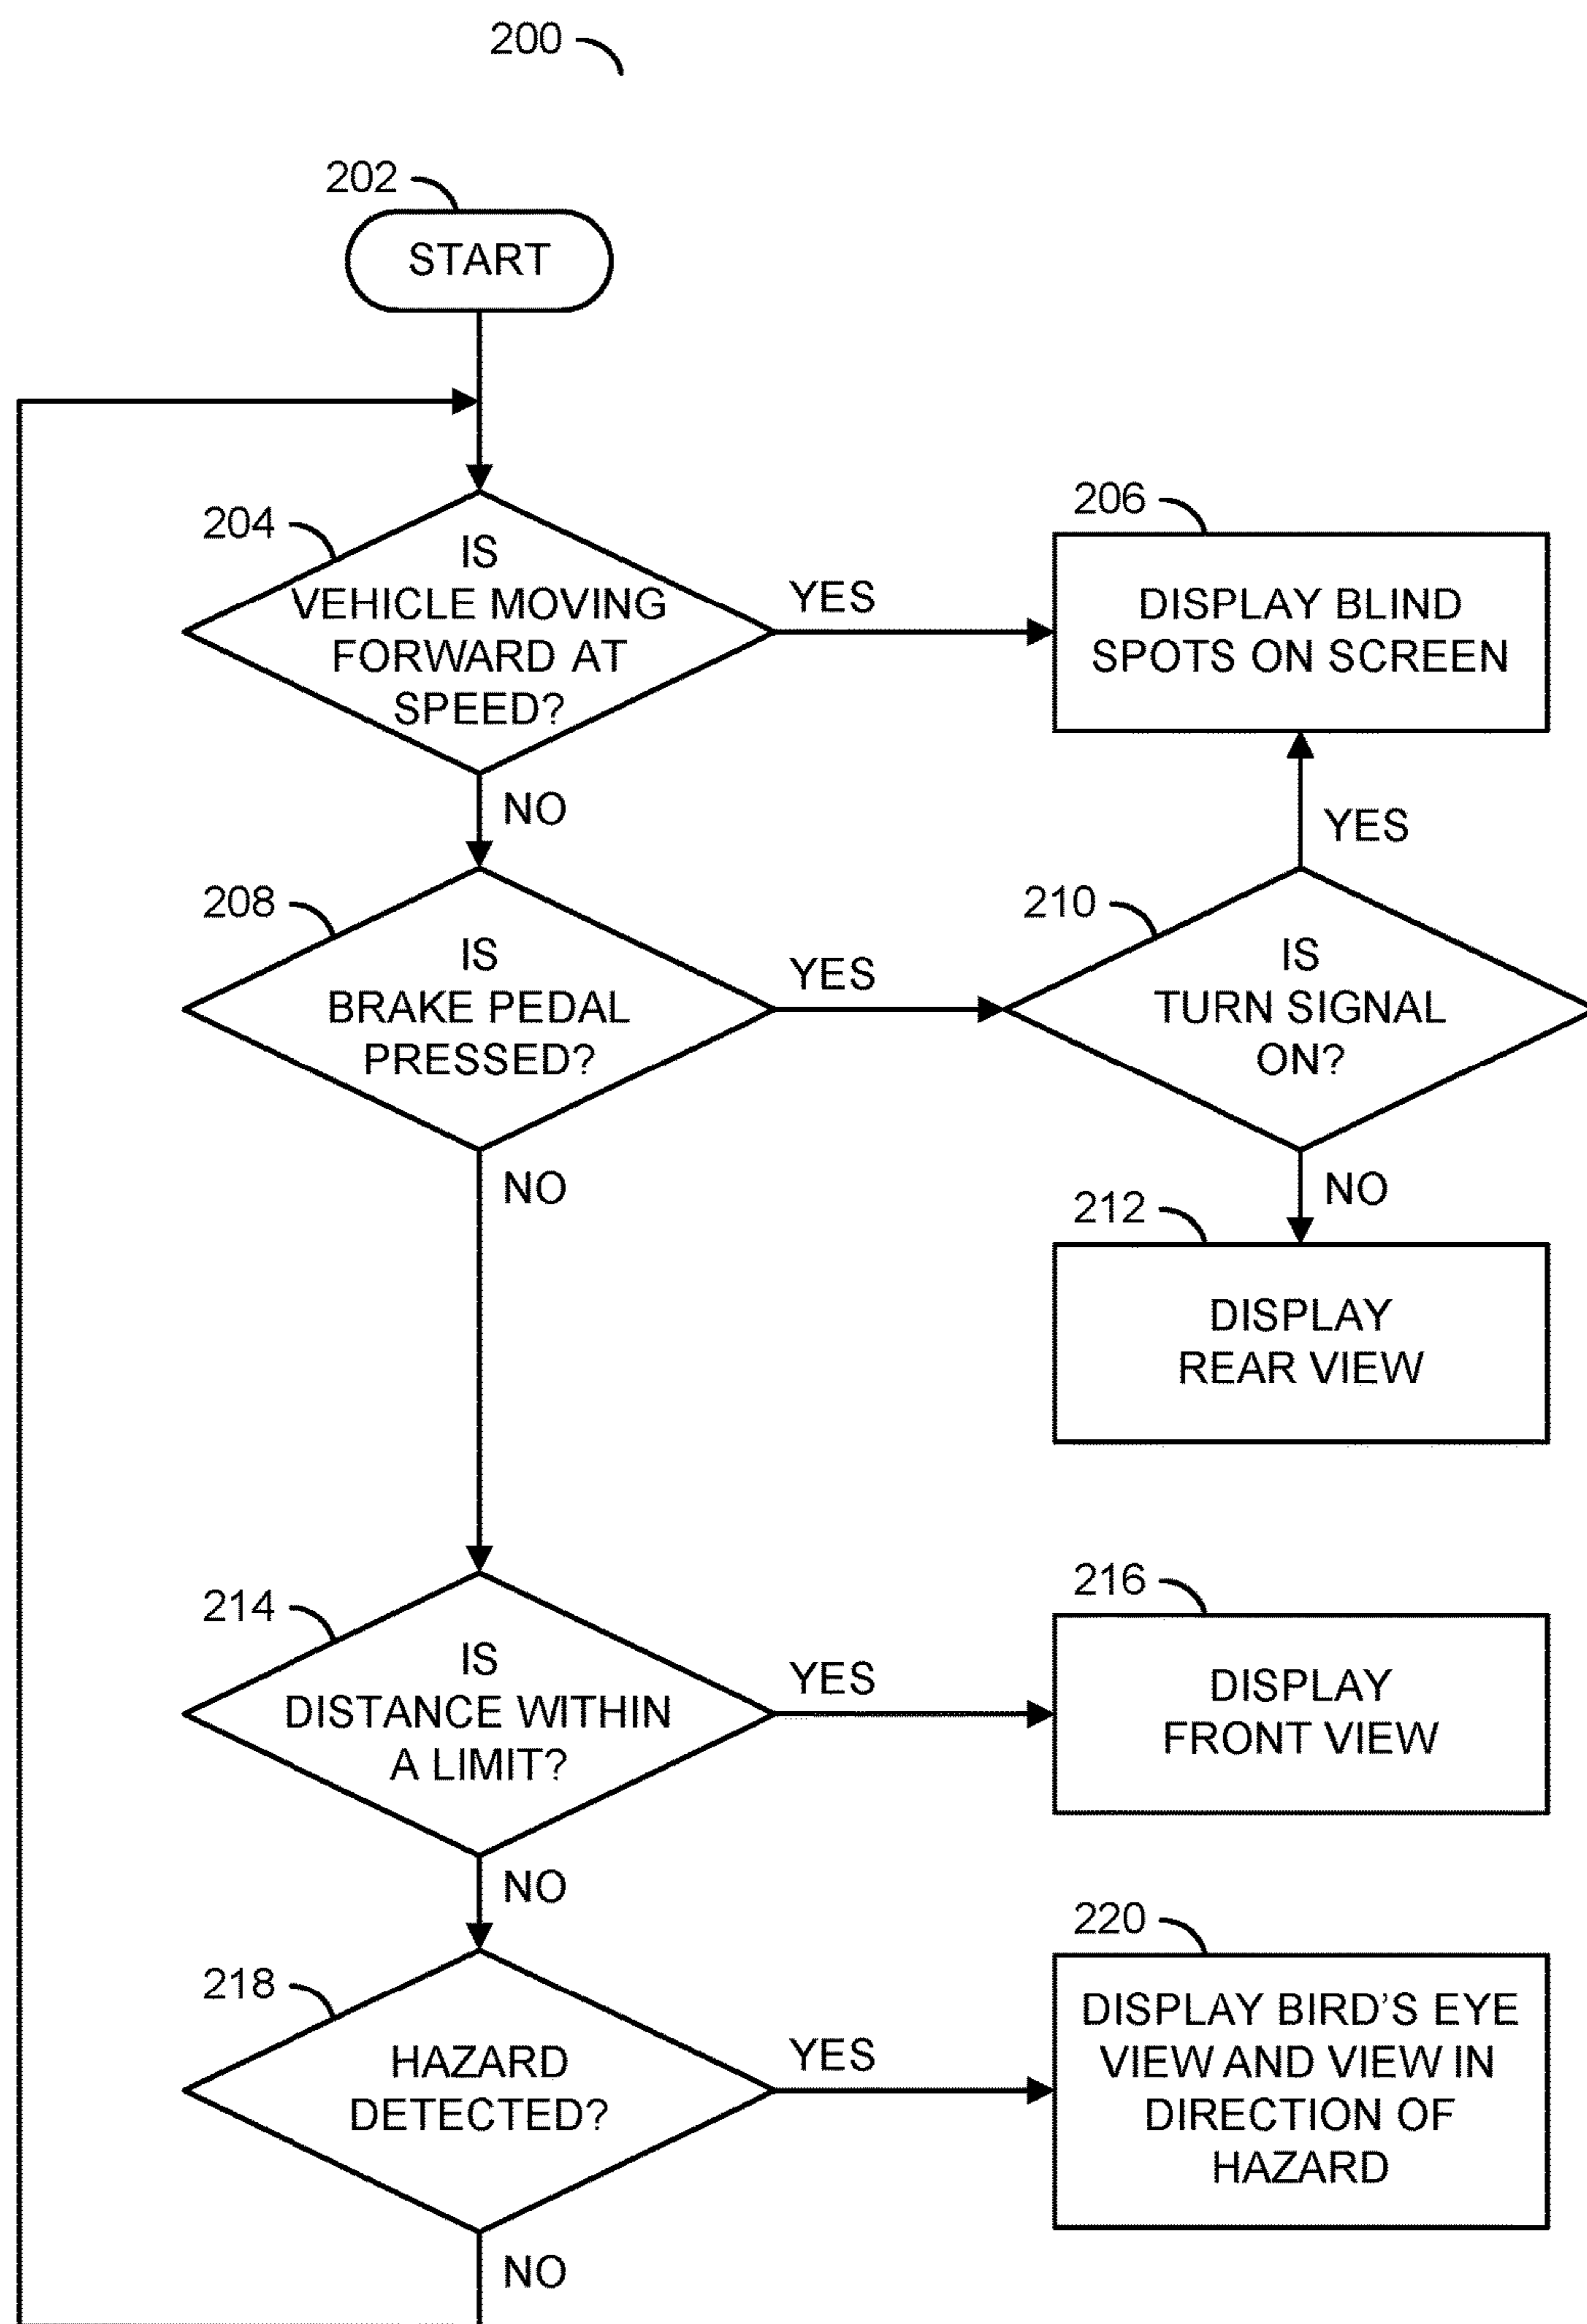 200
202
START
204
IS
VEHICLE MOVING
FORWARD AT
SPEED?
YES
206
DISPLAY BLIND
SPOTS ON SCREEN
NO
YES
208
IS
BRAKE PEDAL
PRESSED?
YES
210
IS
TURN SIGNAL
ON?
NO
NO
212
DISPLAY
REAR VIEW
214
IS
DISTANCE WITHIN
A LIMIT?
YES
216
DISPLAY
FRONT VIEW
NO
218
HAZARD
DETECTED?
YES
220
DISPLAY BIRD'S EYE
VIEW AND VIEW IN
DIRECTION OF
HAZARD
NO